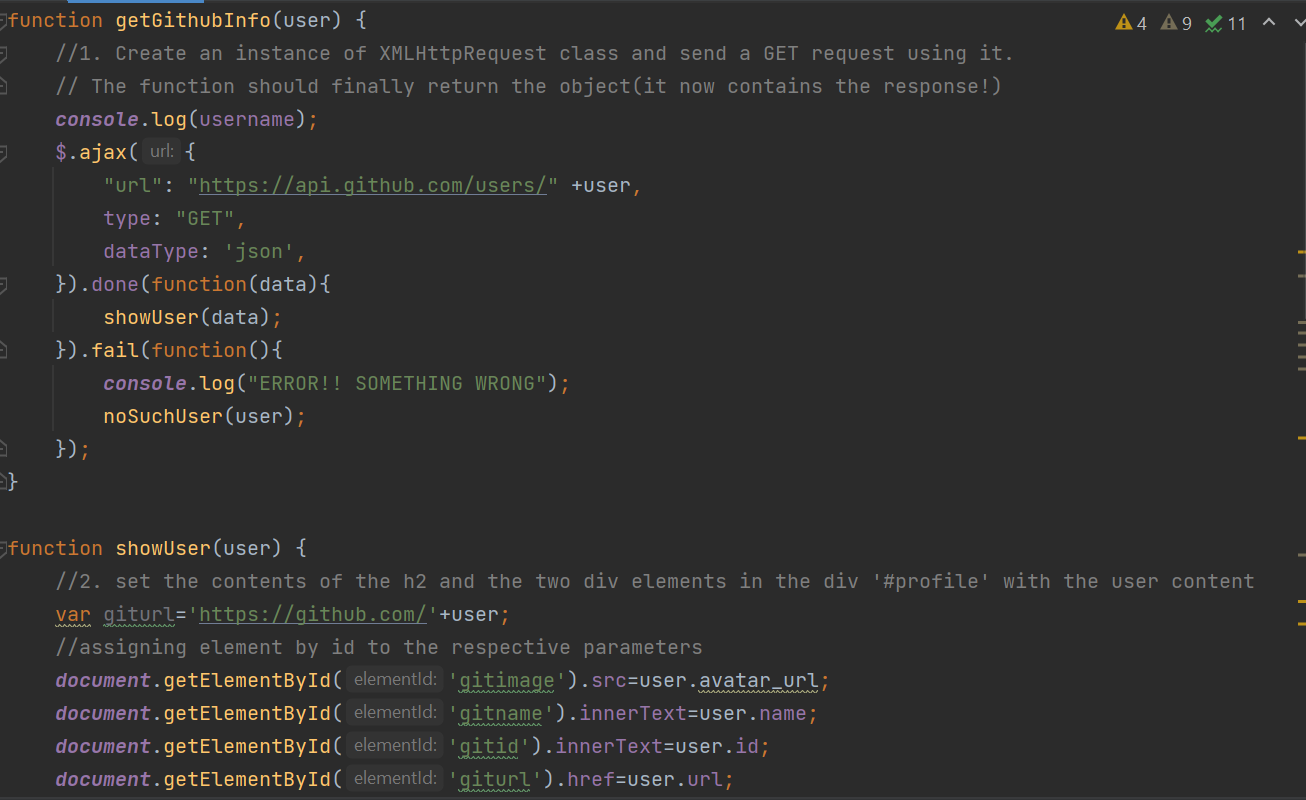 function getGithubInfo(user) {
4 9 11
//1. Create an instance of XMLHttpRequest class and send a GET request using it.
// The function should finally return the object(it now contains the response!)
console.log(username);
$.ajax( url: {
"url": "https://api.github.com/users/" +user,
type: "GET",
dataType: 'json',
}).done(function(data){
showUser(data);
}).fail(function(){
console.log("ERROR!! SOMETHING WRONG");
noSuchUser(user);
});
}
function showUser(user) {
//2. set the contents of the h2 and the two div elements in the div '#profile' with the user content
var giturl='https://github.com/'+user;
//assigning element by id to the respective parameters
document.getElementById( elementId: 'gitimage').src=user.avatar_url;
document.getElementById( elementId: 'gitname').innerText=user.name;
document.getElementById( elementId: 'gitid').innerText=user.id;
document.getElementById( elementId: 'giturl').href=user.url;